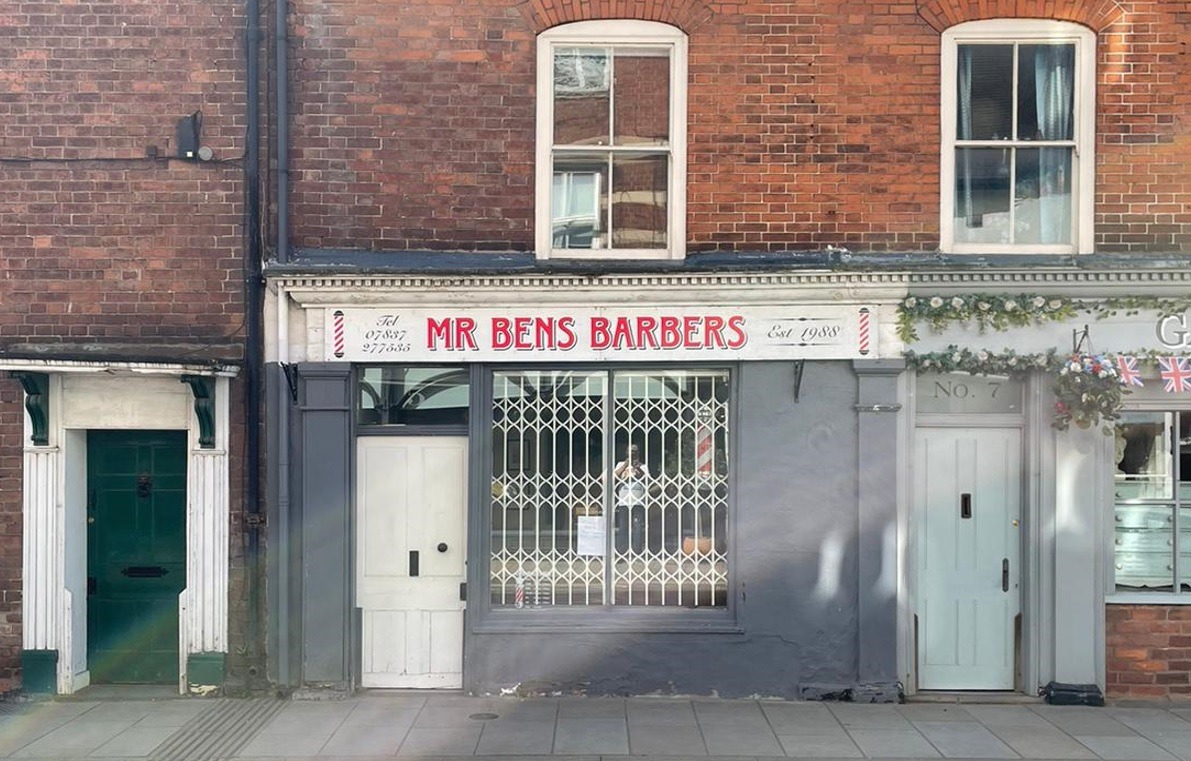 Tel
07837
277535
MR BENS BARBERS
Est 1988
No. 7